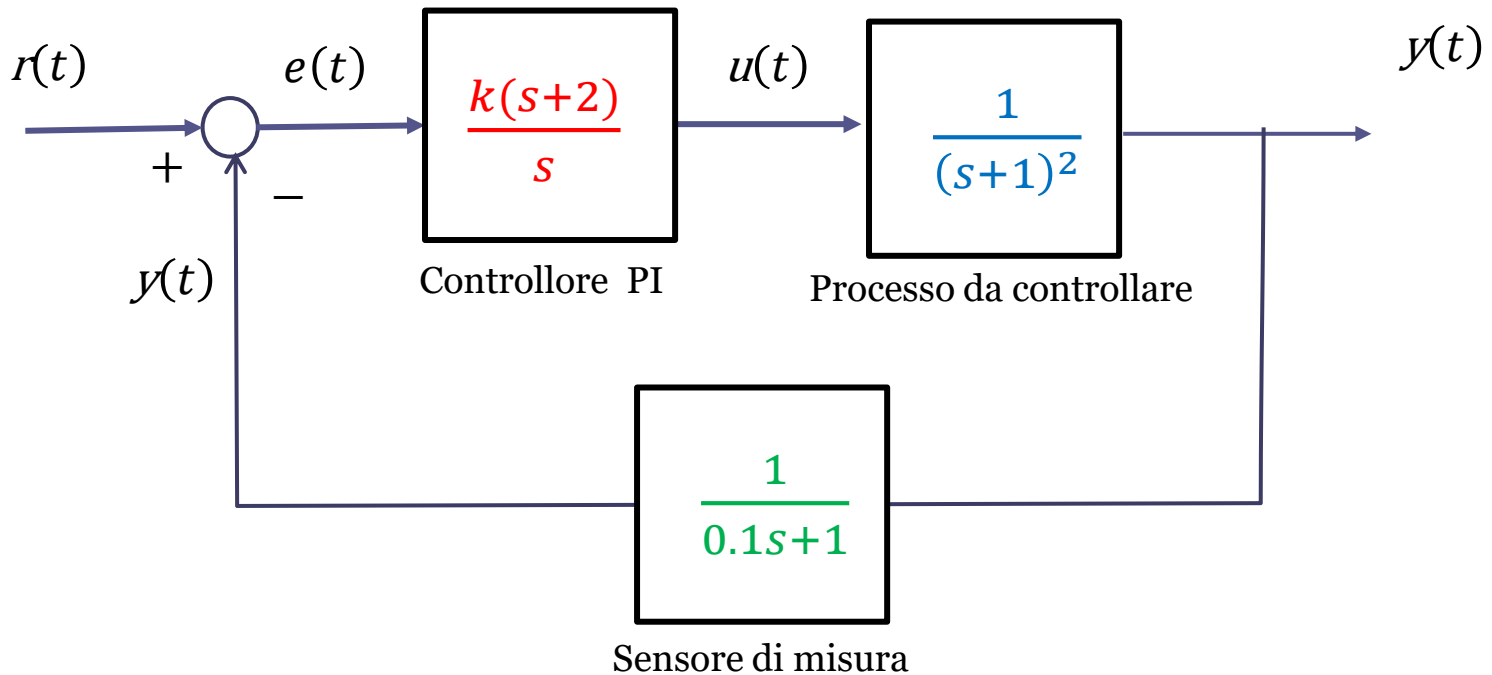 r(t)
e(t)
u(t)
y(t)
+
−
k(s+2)
s
1
(s+1)²
y(t)
Controllore PI
Processo da controllare
1
0.1s+1
Sensore di misura